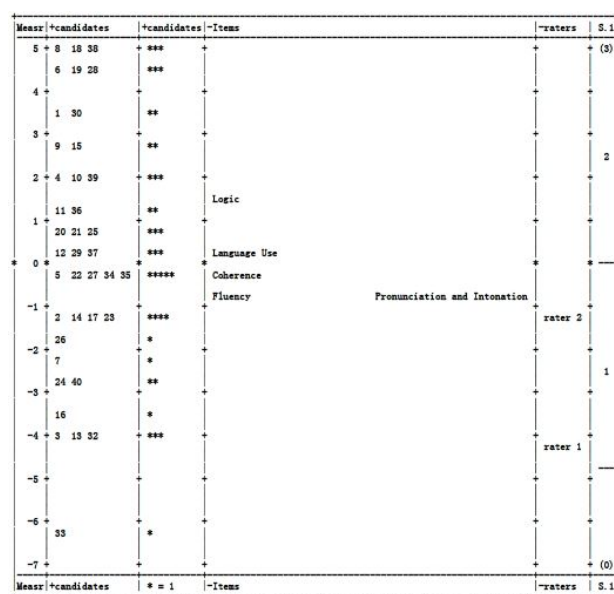 Measr|+candidates |+candidates|-Items |-raters | S.1
5 + 8 18 38 + *** + + + (3)
6 19 28 | ***
4 + + + + +
1 30 | **
3 + + + + +
9 15 | **
2
2 + 4 10 39 + *** + + +
Logic
11 36 | **
1 + + + + +
20 21 25 | ***
12 29 37 | *** | Language Use
* 0 * * * * * ---
5 22 27 34 35 | ***** | Coherence
Fluency Pronunciation and Intonation
-1 + + + + +
2 14 17 23 | **** | rater 2
26 | *
-2 + + + + +
7 | *
1
24 40 | **
-3 + + + + +
16 | *
-4 + 3 13 32 + *** + + +
rater 1
---
-5 + + + + +
-6 + + + + +
33 | *
-7 + + + + + (0)
Measr|+candidates | * = 1 |-Items |-raters | S.1